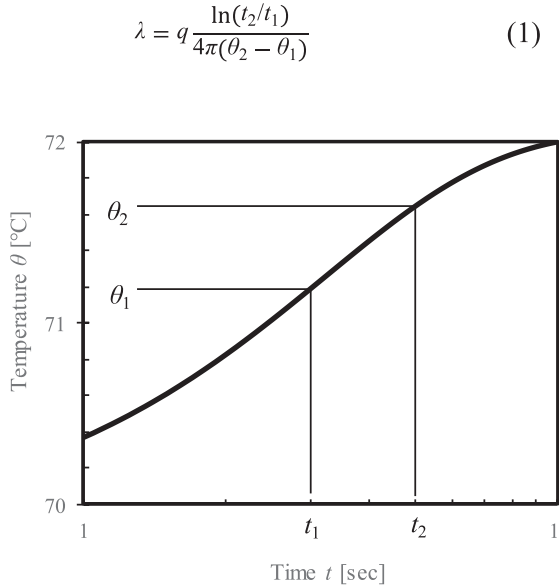 λ = q ln(t₂/t₁) / 4π(θ₂ − θ₁) (1)
72
θ₂
θ₁
71
70
Temperature θ [°C]
1 t₁ t₂ 1
Time t [sec]